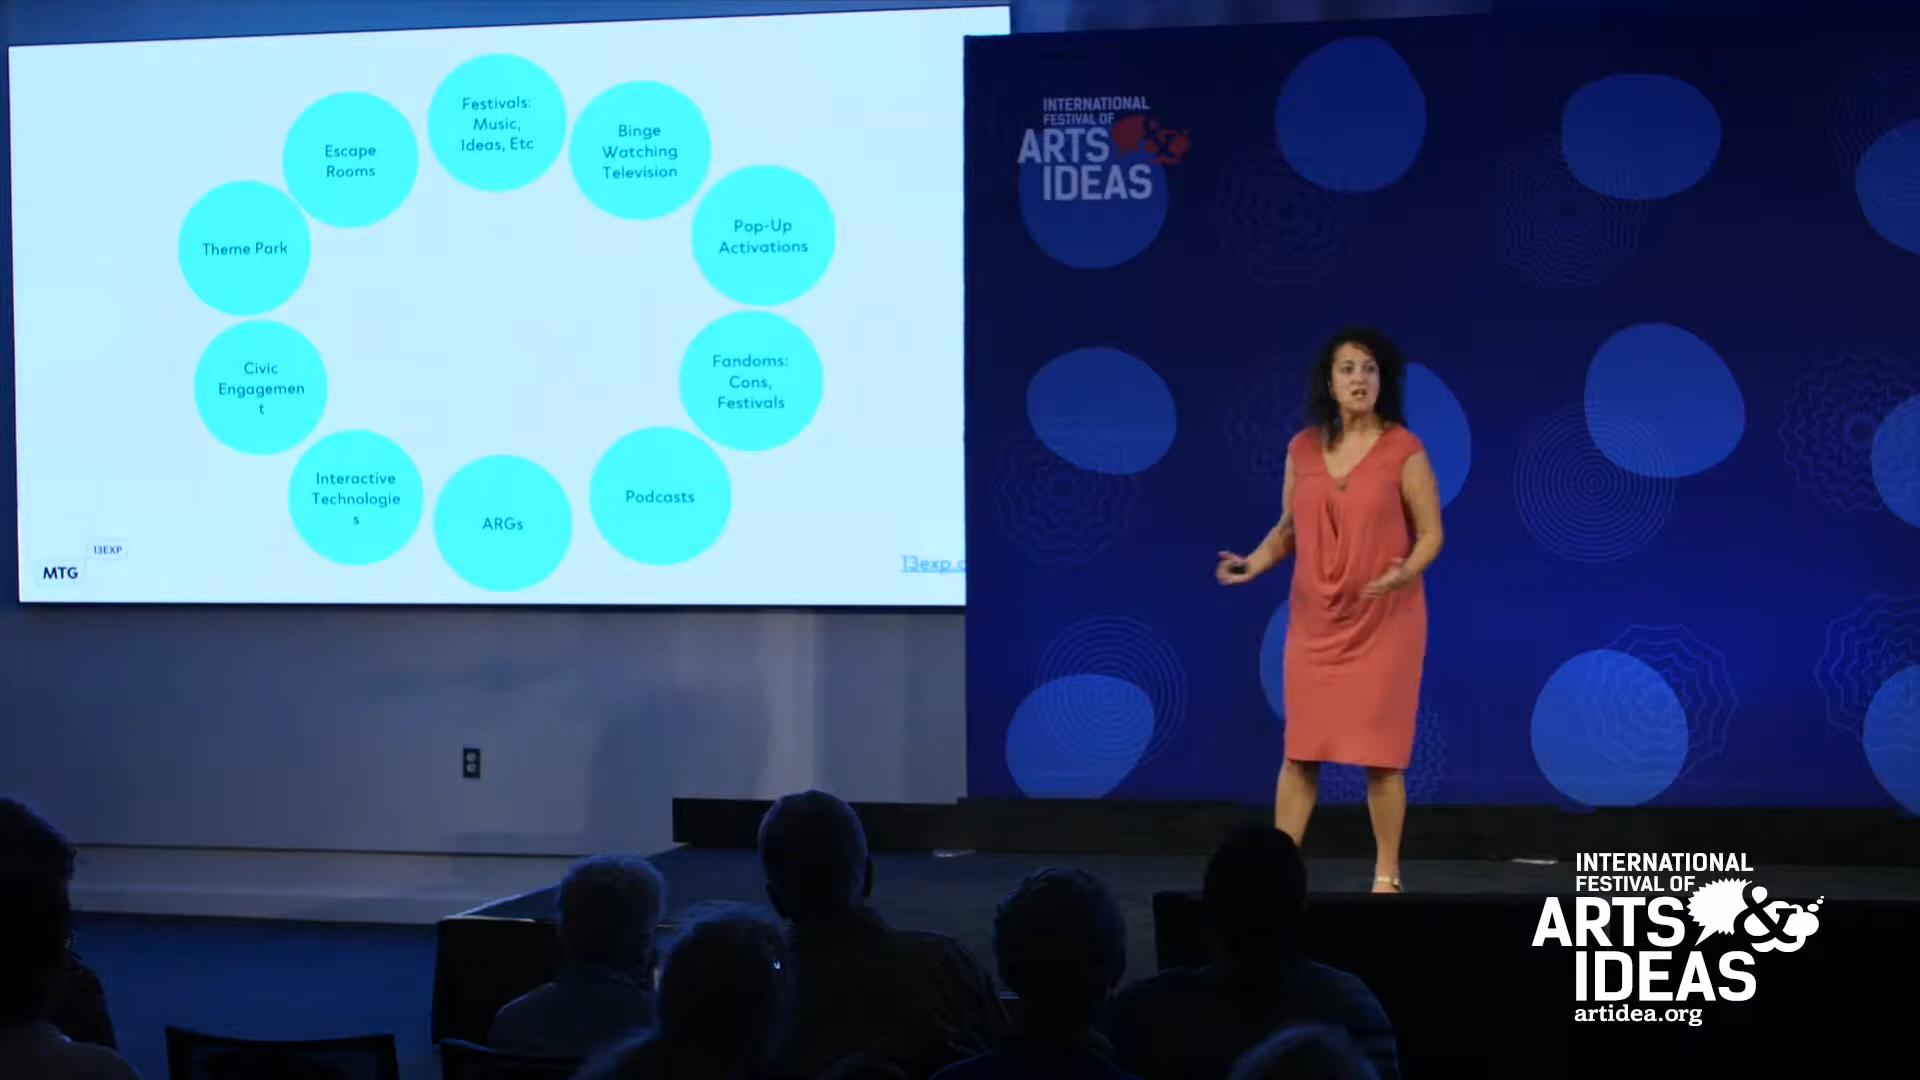 Festivals:
Music,
Ideas, Etc
Binge
Watching
Television
Escape
Rooms
Pop-Up
Activations
Theme Park
Fandoms:
Cons,
Festivals
Civic
Engagemen
t
Interactive
Technologie
s
Podcasts
ARGs
13EXP
MTG
13exp.c
INTERNATIONAL
FESTIVAL OF
ARTS &
IDEAS
INTERNATIONAL
FESTIVAL OF
ARTS &
IDEAS
artidea.org